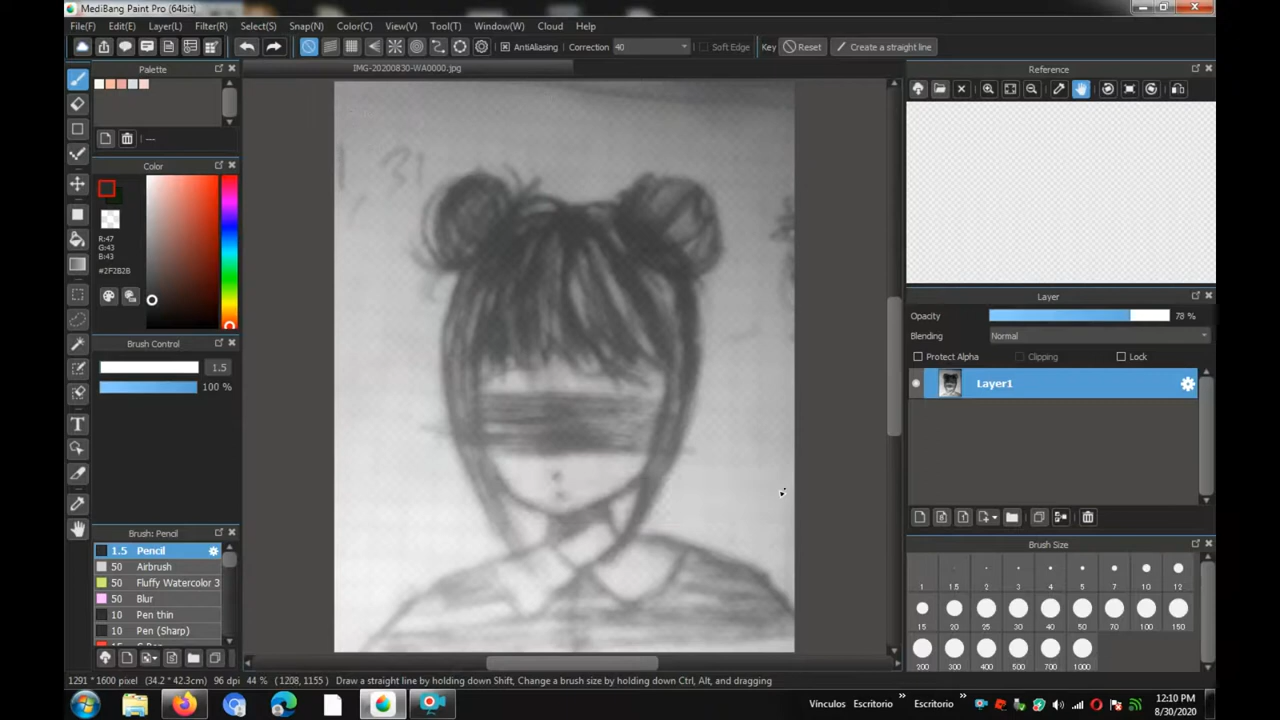 MediBang Paint Pro (64bit)
File(F) Edit(E) Layer(L) Filter(R) Select(S) Snap(N) Color(C) View(V) Tool(T) Window(W) Cloud Help
AntiAliasing Correction 40 Soft Edge Key Reset Create a straight line
Palette
IMG-20200830-WA0000.jpg
Reference
---
Color
R:47
G:43
B:43
#2F2B2B
Brush Control
1.5
100 %
Layer
Opacity 78 %
Blending Normal
Protect Alpha Clipping Lock
Layer1
Brush: Pencil
1.5 Pencil
50 Airbrush
50 Fluffy Watercolor 3
50 Blur
10 Pen thin
10 Pen (Sharp)
Brush Size
1 1.5 2 3 4 5 7 10 12
15 20 25 30 40 50 70 100 150
200 300 400 500 700 1000
1291 * 1600 pixel (34.2 * 42.3cm) 96 dpi 44 % (1208, 1155) Draw a straight line by holding down Shift, Change a brush size by holding down Ctrl, Alt, and dragging
Vínculos Escritorio » Escritorio »
12:10 PM
8/30/2020